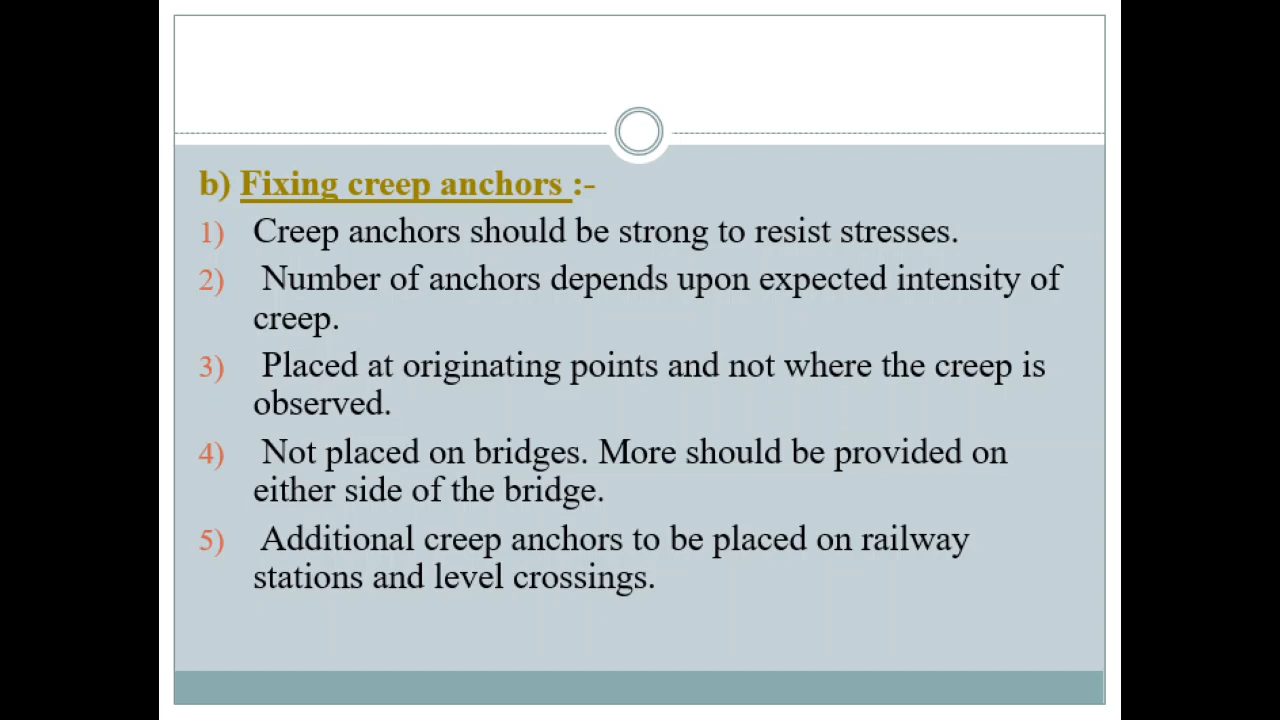 b) Fixing creep anchors :-
1) Creep anchors should be strong to resist stresses.
2) Number of anchors depends upon expected intensity of
creep.
3) Placed at originating points and not where the creep is
observed.
4) Not placed on bridges. More should be provided on
either side of the bridge.
5) Additional creep anchors to be placed on railway
stations and level crossings.